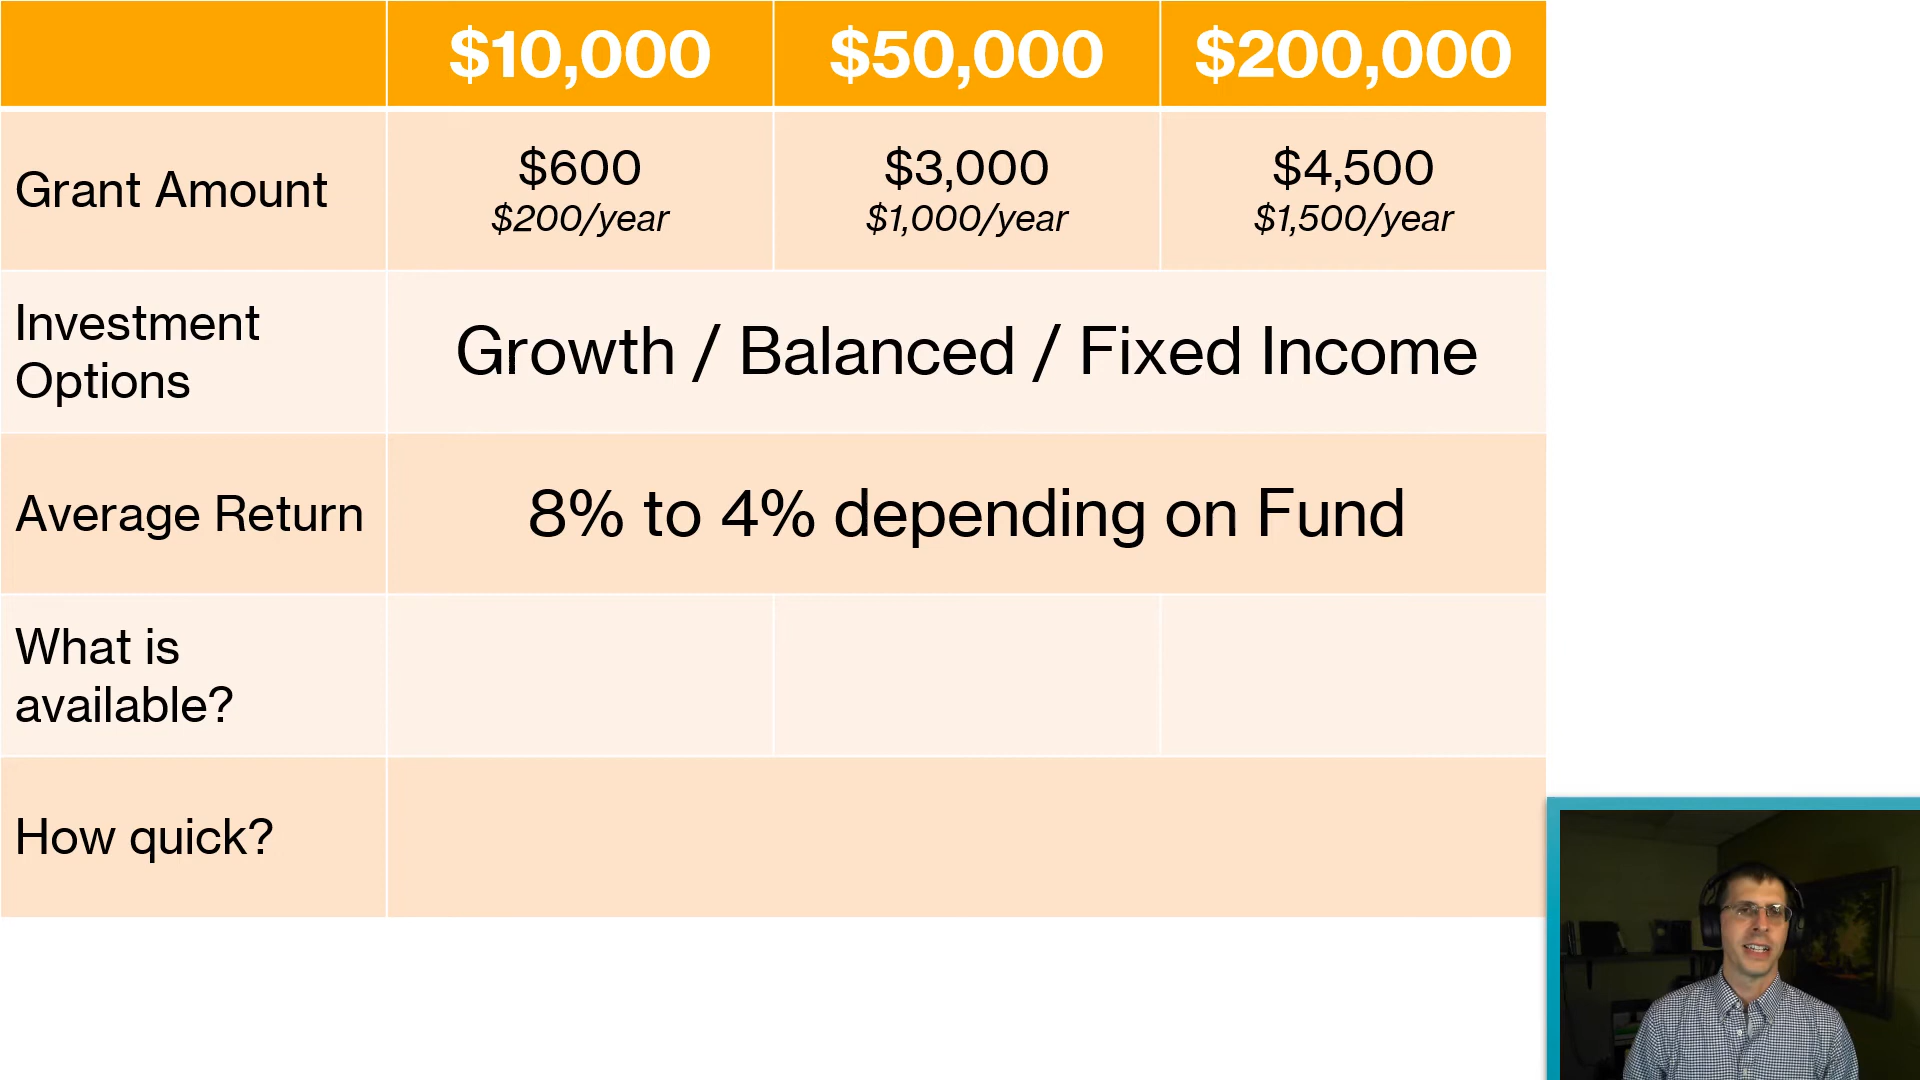 $10,000 $50,000 $200,000
Grant Amount
$600 $3,000 $4,500
$200/year $1,000/year $1,500/year
Investment
Options
Growth / Balanced / Fixed Income
Average Return
8% to 4% depending on Fund
What is
available?
How quick?